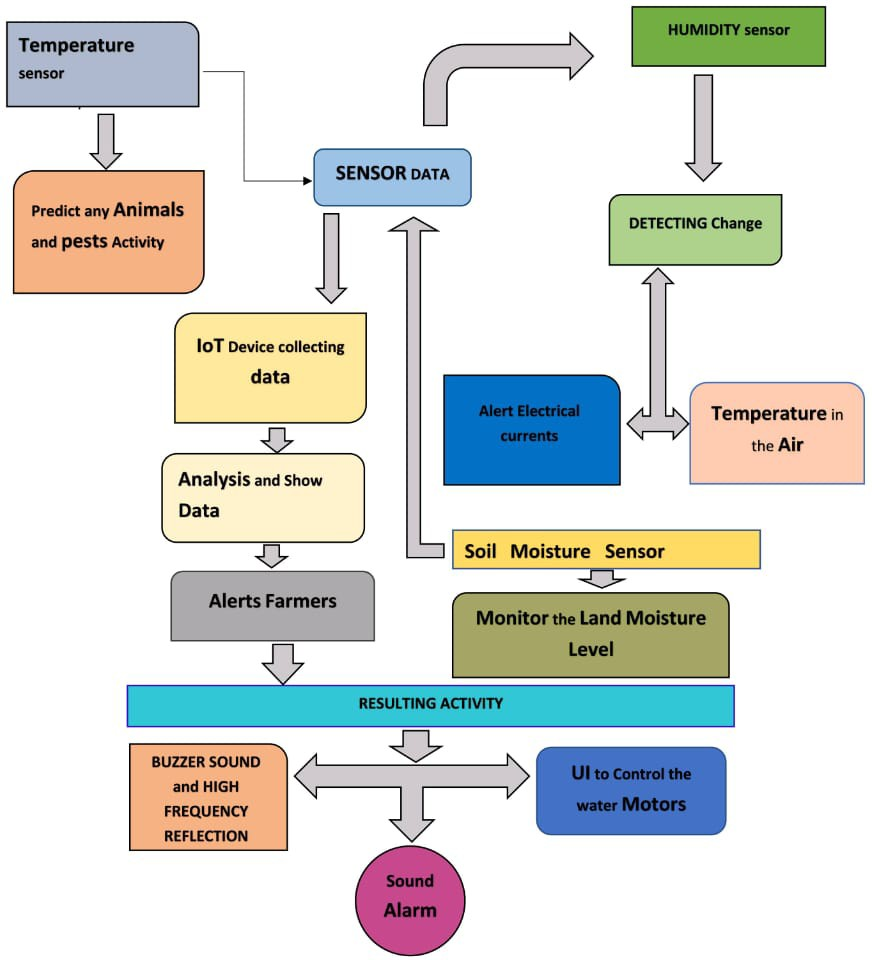 Temperature
sensor
HUMIDITY sensor
SENSOR DATA
Predict any Animals
and pests Activity
DETECTING Change
IoT Device collecting
data
Alert Electrical
currents
Temperature in
the Air
Analysis and Show
Data
Soil Moisture Sensor
Alerts Farmers
Monitor the Land Moisture
Level
RESULTING ACTIVITY
BUZZER SOUND
and HIGH
FREQUENCY
REFLECTION
UI to Control the
water Motors
Sound
Alarm